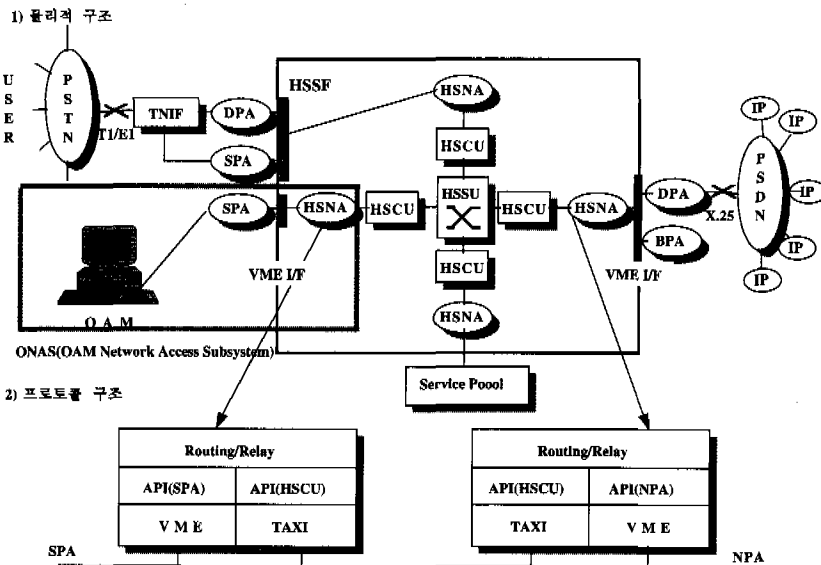 1) 물리적 구조
USER
PSTN
T1/E1
TNIF
DPA
SPA
HSSF
HSNA
HSCU
HSSU
SPA
HSNA
HSCU
HSCU
HSNA
DPA
BPA
X.25
PSDN
IP
IP
IP
IP
IP
VME I/F
VME I/F
HSCU
HSNA
Service Poool
O A M
ONAS(OAM Network Access Subsystem)
2) 프로토콜 구조
Routing/Relay
API(SPA) API(HSCU)
V M E TAXI
SPA
Routing/Relay
API(HSCU) API(NPA)
TAXI V M E
NPA